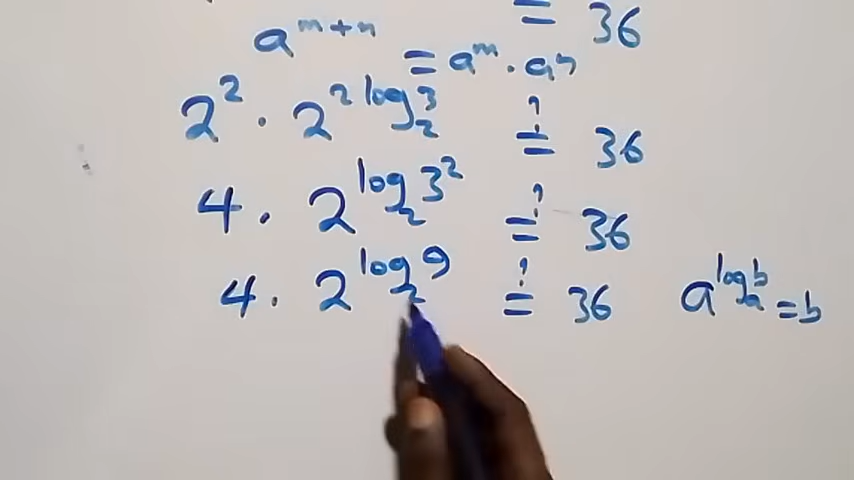 = 36
a^{m+n} = a^m . a^n
2^2 . 2^{2 log_2 3} ?= 36
4 . 2^{log_2 3^2} ?= 36
4 . 2^{log_2 9} ?= 36 a^{log_a b} = b